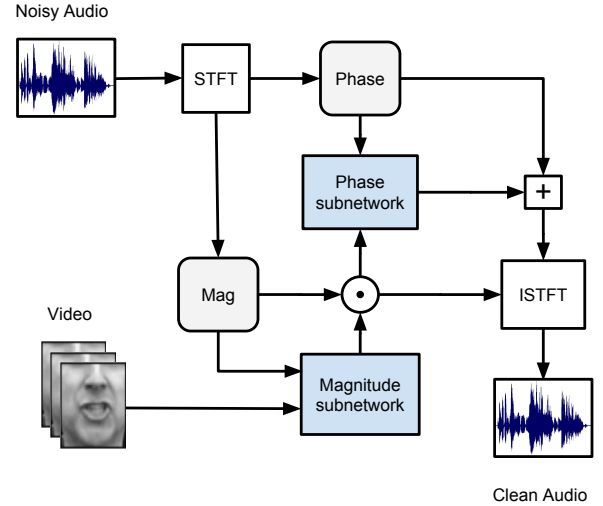 Noisy Audio
STFT
Phase
Phase
subnetwork
+
Mag
ISTFT
Video
Magnitude
subnetwork
Clean Audio